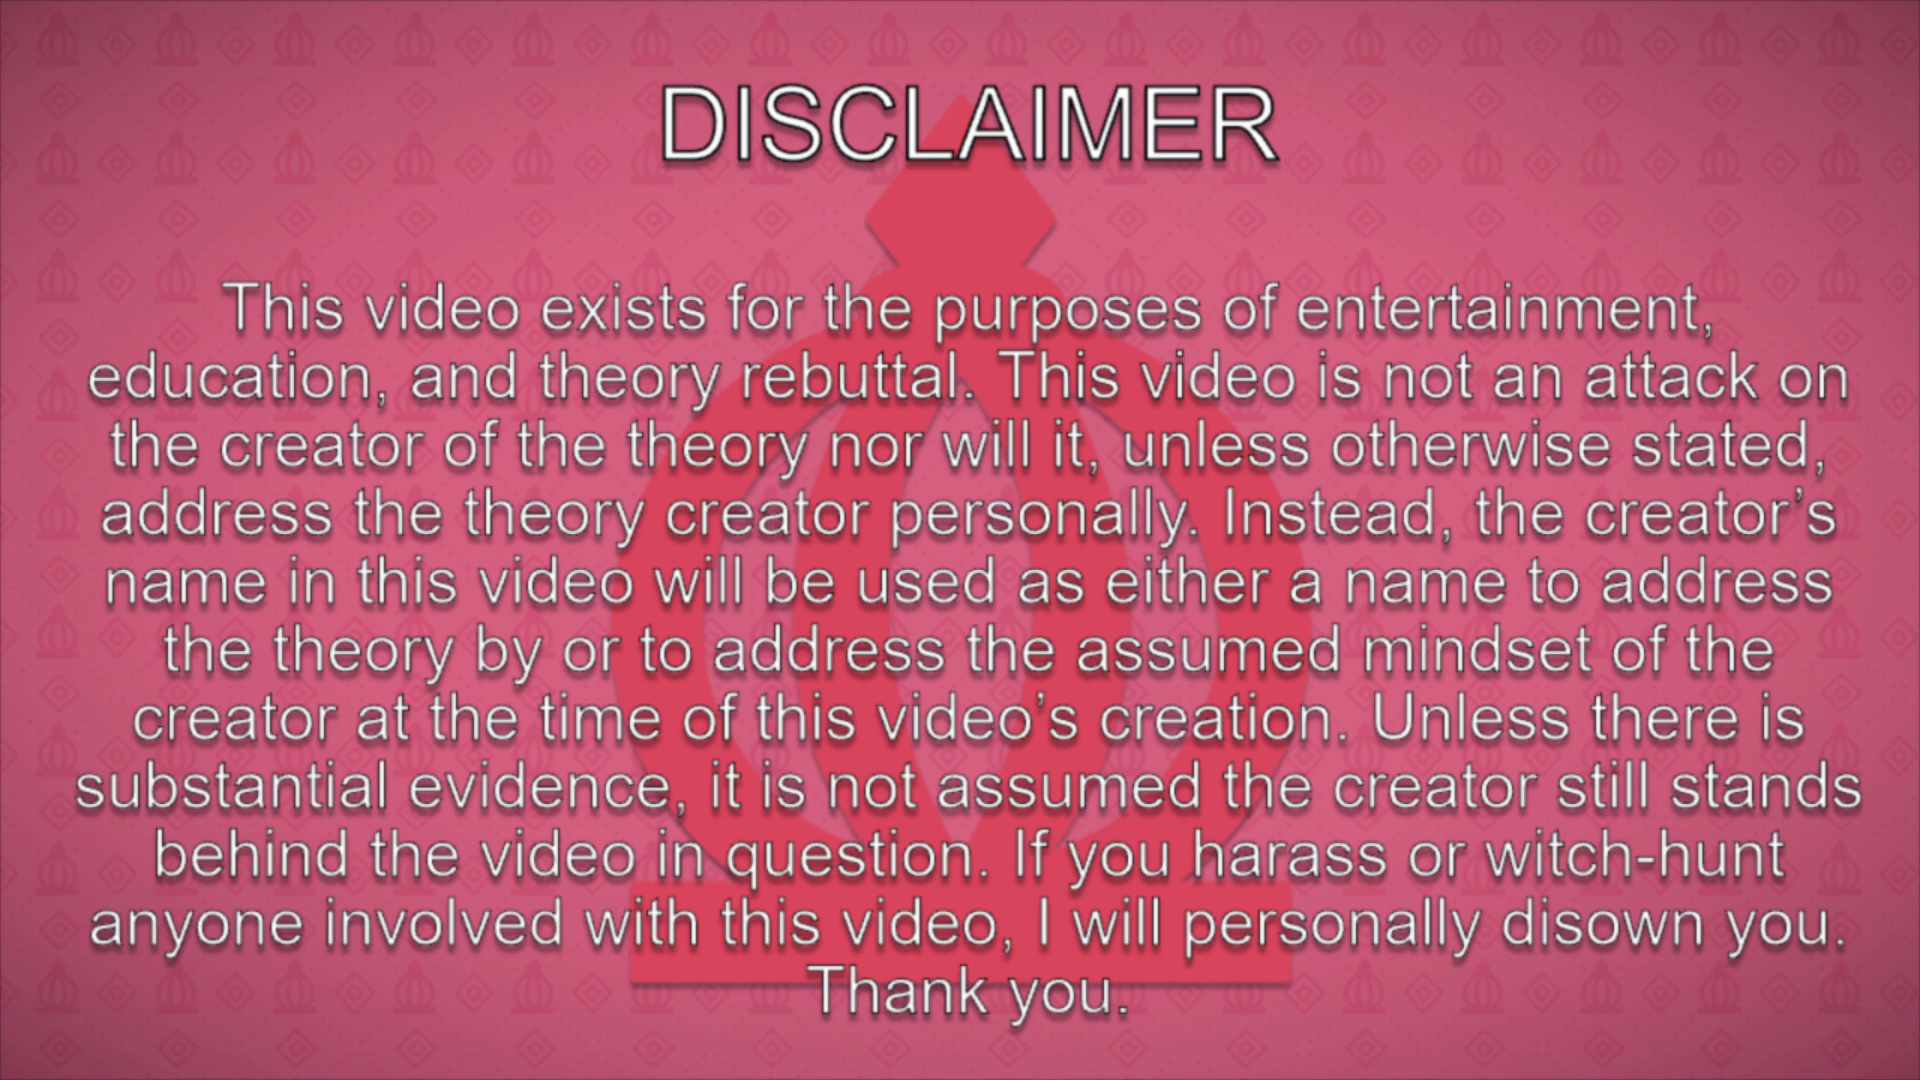 DISCLAIMER
This video exists for the purposes of entertainment,
education, and theory rebuttal. This video is not an attack on
the creator of the theory nor will it, unless otherwise stated,
address the theory creator personally. Instead, the creator’s
name in this video will be used as either a name to address
the theory by or to address the assumed mindset of the
creator at the time of this video’s creation. Unless there is
substantial evidence, it is not assumed the creator still stands
behind the video in question. If you harass or witch-hunt
anyone involved with this video, I will personally disown you.
Thank you.